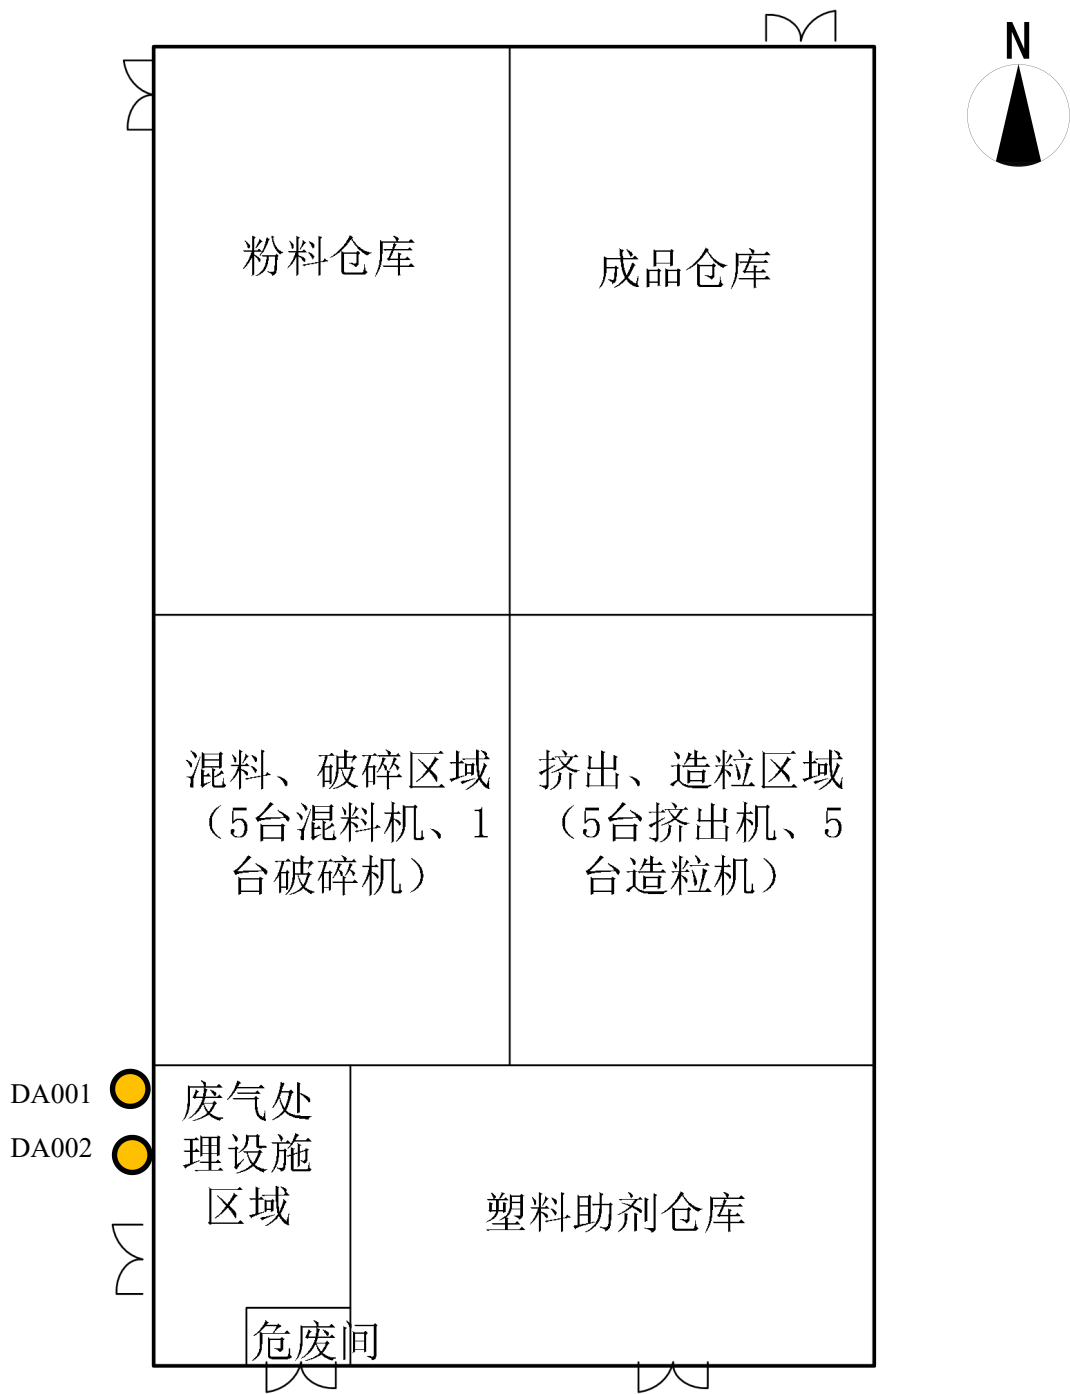 N
粉料仓库
成品仓库
混料、破碎区域
（5台混料机、1
台破碎机）
挤出、造粒区域
（5台挤出机、5
台造粒机）
DA001
DA002
废气处
理设施
区域
塑料助剂仓库
危废间